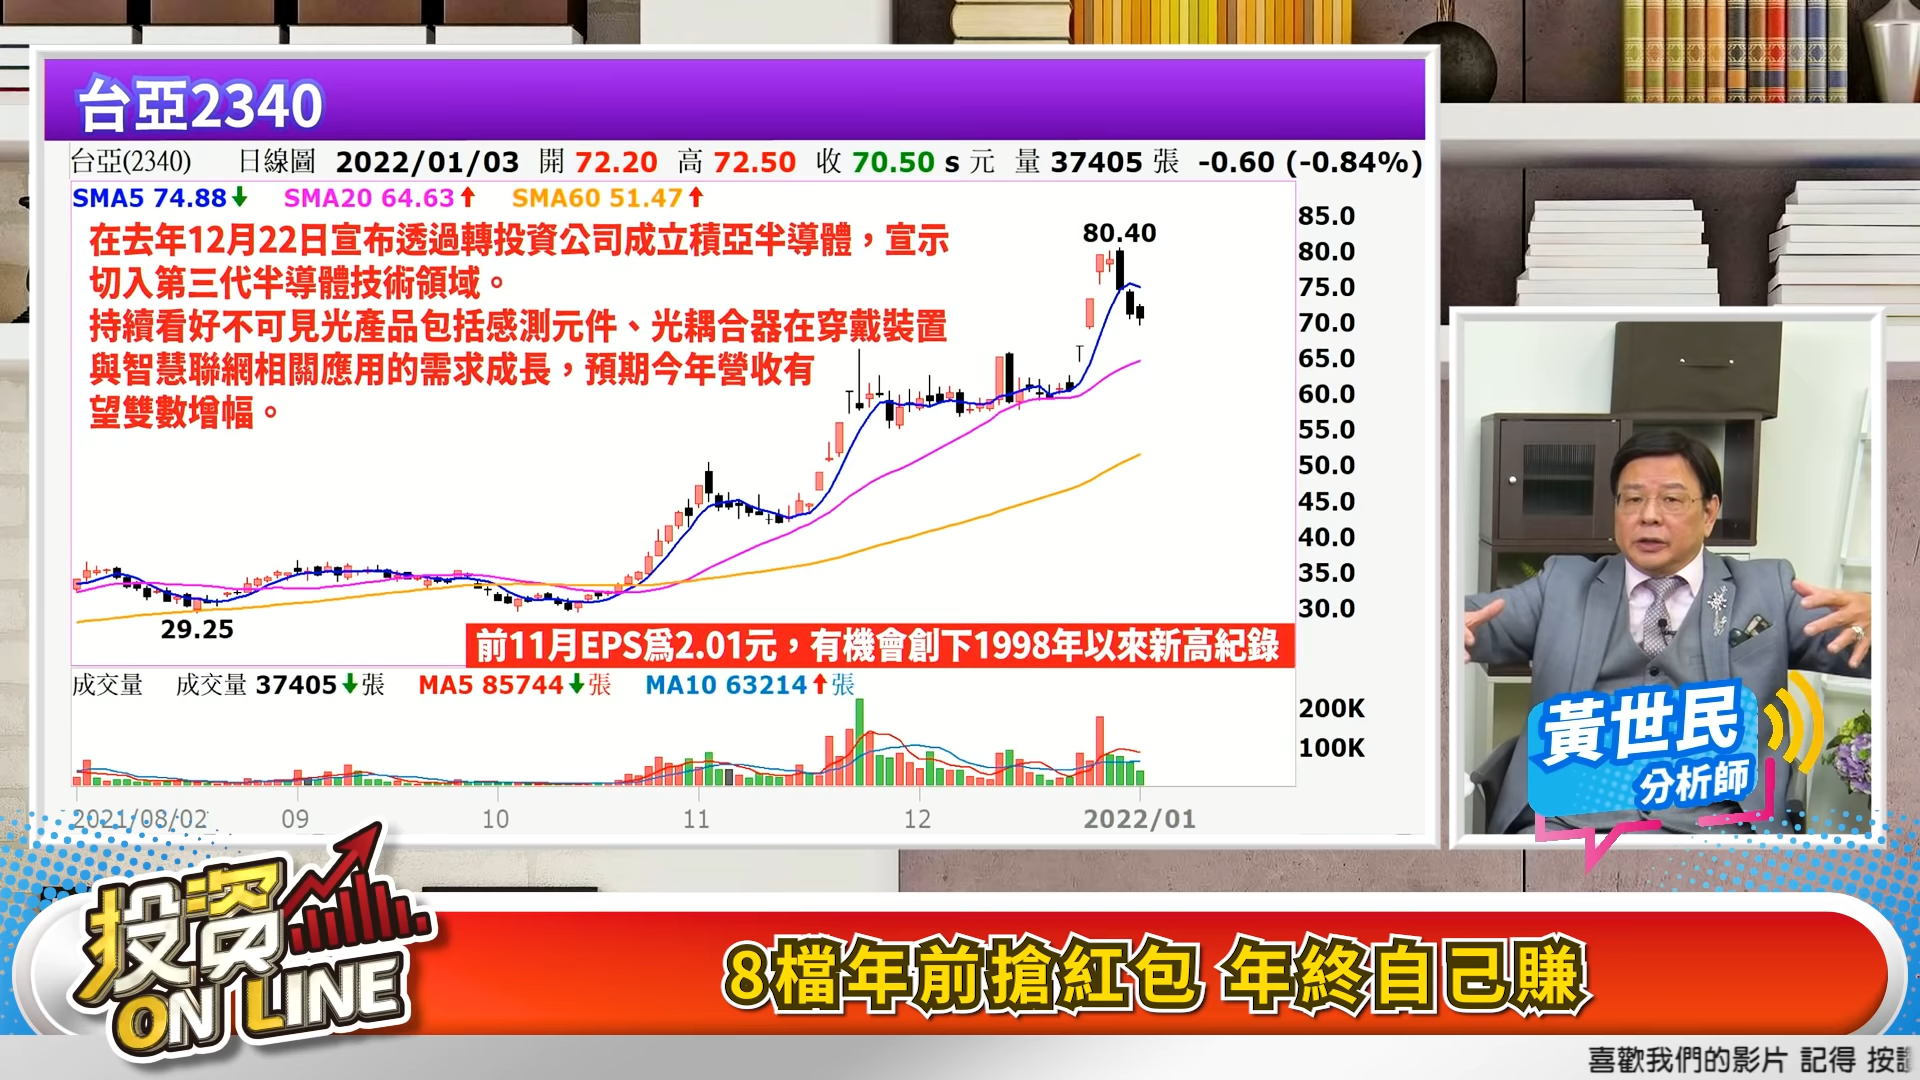 台亞2340
台亞(2340) 日線圖 2022/01/03 開 72.20 高 72.50 收 70.50 s 元 量 37405 張 -0.60 (-0.84%)
SMA5 74.88↓ SMA20 64.63↑ SMA60 51.47↑
在去年12月22日宣布透過轉投資公司成立積亞半導體，宣示
切入第三代半導體技術領域。
持續看好不可見光產品包括感測元件、光耦合器在穿戴裝置
與智慧聯網相關應用的需求成長，預期今年營收有
望雙數增幅。
80.40
29.25
85.0
80.0
75.0
70.0
65.0
60.0
55.0
50.0
45.0
40.0
35.0
30.0
前11月EPS為2.01元，有機會創下1998年以來新高紀錄
成交量 成交量 37405↓張 MA5 85744↓張 MA10 63214↑張
200K
100K
2021/08/02 09 10 11 12 2022/01
黃世民
分析師
投資
ON LINE
8檔年前搶紅包 年終自己賺
喜歡我們的影片 記得 按讚